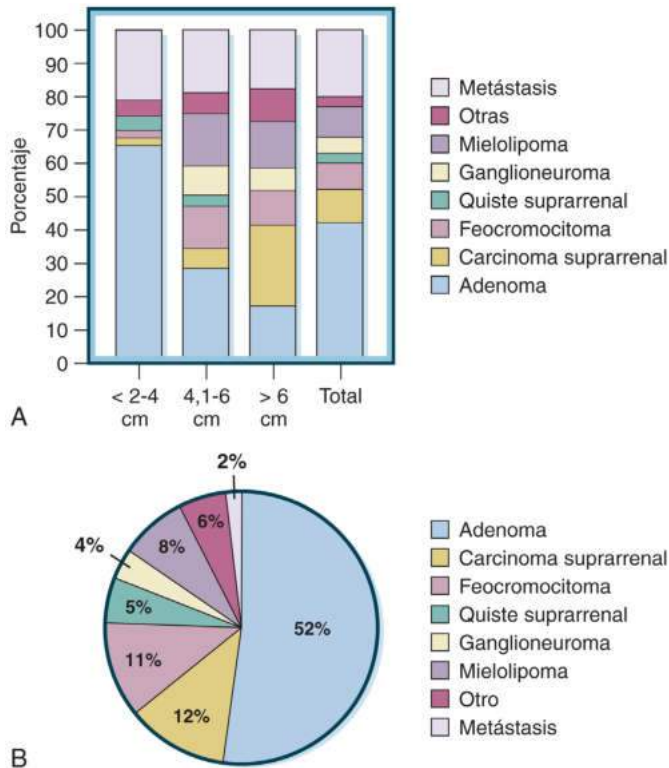 100
90
80
70
60
50
40
30
20
10
0
Porcentaje
< 2-4
cm
4,1-6
cm
> 6
cm
Total
Metástasis
Otras
Mielolipoma
Ganglioneuroma
Quiste suprarrenal
Feocromocitoma
Carcinoma suprarrenal
Adenoma
A
2%
6%
8%
4%
5%
11%
12%
52%
Adenoma
Carcinoma suprarrenal
Feocromocitoma
Quiste suprarrenal
Ganglioneuroma
Mielolipoma
Otro
Metástasis
B